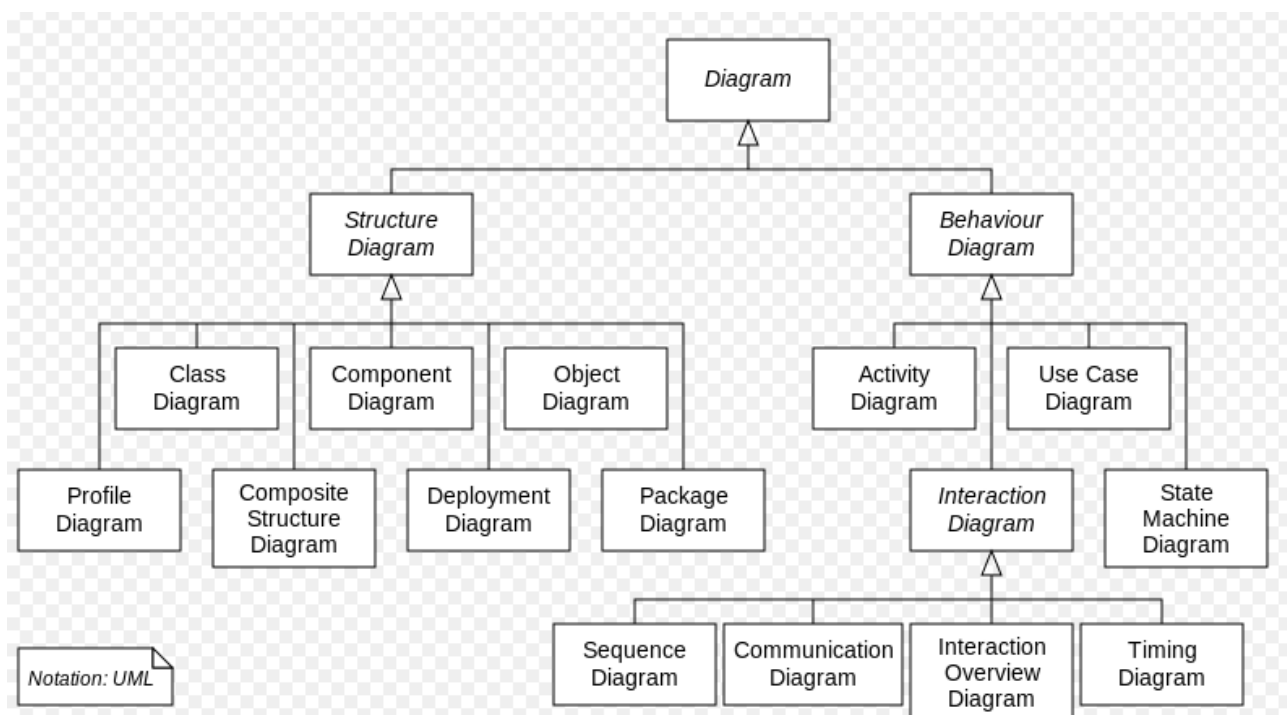 Diagram
Structure
Diagram
Behaviour
Diagram
Class
Diagram
Component
Diagram
Object
Diagram
Activity
Diagram
Use Case
Diagram
Profile
Diagram
Composite
Structure
Diagram
Deployment
Diagram
Package
Diagram
Interaction
Diagram
State
Machine
Diagram
Sequence
Diagram
Communication
Diagram
Interaction
Overview
Diagram
Timing
Diagram
Notation: UML